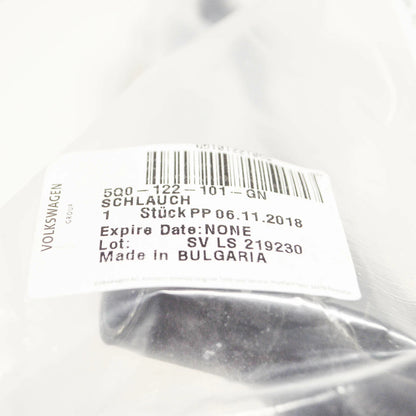 VOLKSWAGEN
GROUP
5Q0-122-101-GN
SCHLAUCH
1 Stück PP 06.11.2018
Expire Date:NONE
Lot: SV LS 219230
Made in BULGARIA